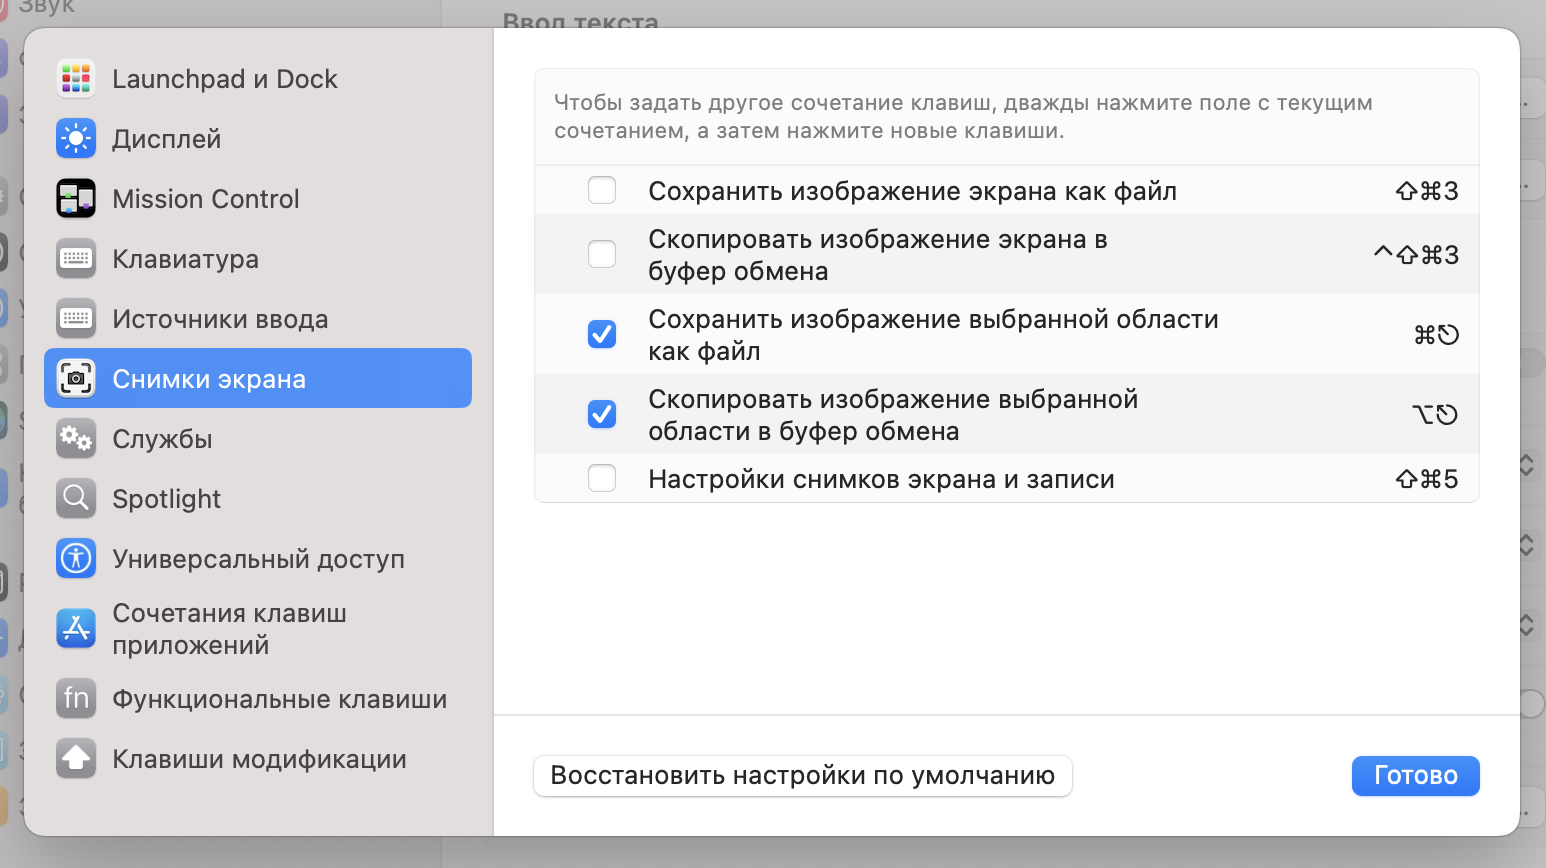 Звук
Ввод текста
Launchpad и Dock
Дисплей
Mission Control
Клавиатура
Источники ввода
Снимки экрана
Службы
Spotlight
Универсальный доступ
Сочетания клавиш
приложений
fn Функциональные клавиши
Клавиши модификации
Чтобы задать другое сочетание клавиш, дважды нажмите поле с текущим
сочетанием, а затем нажмите новые клавиши.
Сохранить изображение экрана как файл ⇧⌘3
Скопировать изображение экрана в
буфер обмена ^⇧⌘3
Сохранить изображение выбранной области
как файл ⌘⎋
Скопировать изображение выбранной
области в буфер обмена ⌥⎋
Настройки снимков экрана и записи ⇧⌘5
Восстановить настройки по умолчанию
Готово